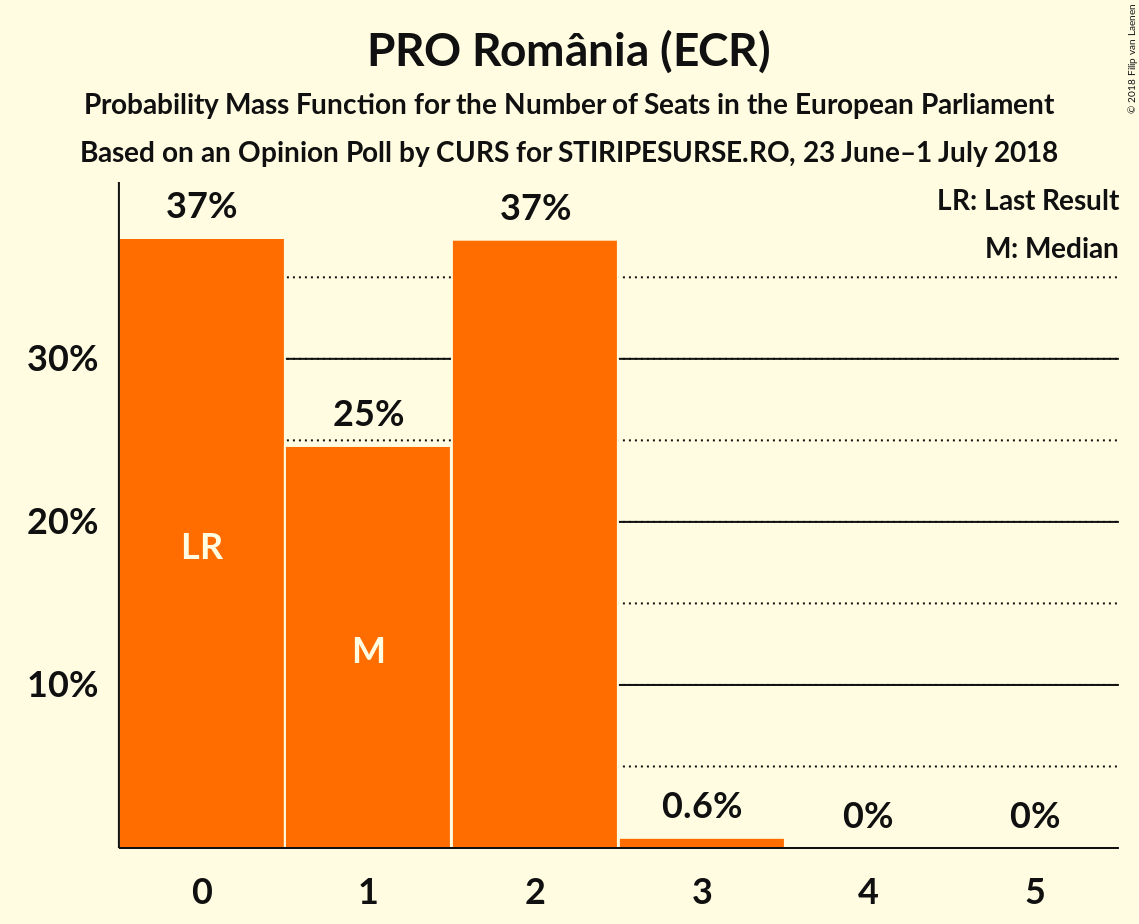 PRO România (ECR)
Probability Mass Function for the Number of Seats in the European Parliament
Based on an Opinion Poll by CURS for STIRIPESURSE.RO, 23 June–1 July 2018
© 2018 Filip van Laenen
LR: Last Result
M: Median
37%
25%
37%
0.6%
0%
0%
30%
20%
10%
LR
M
0
1
2
3
4
5